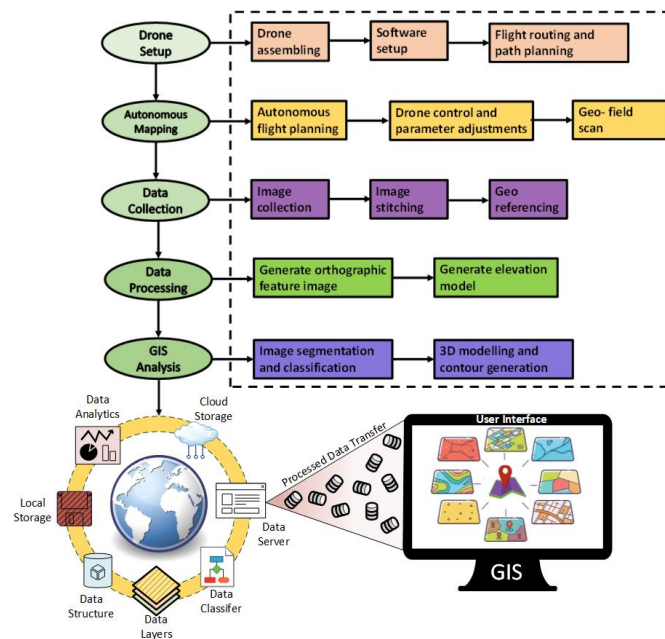 Drone
Setup
Drone
assembling
Software
setup
Flight routing and
path planning
Autonomous
Mapping
Autonomous
flight planning
Drone control and
parameter adjustments
Geo- field
scan
Data
Collection
Image
collection
Image
stitching
Geo
referencing
Data
Processing
Generate orthographic
feature image
Generate elevation
model
GIS
Analysis
Image segmentation
and classification
3D modelling and
contour generation
Data
Analytics
Cloud
Storage
Local
Storage
Data
Server
Data
Structure
Data
Layers
Data
Classifer
Processed Data Transfer
User Interface
GIS